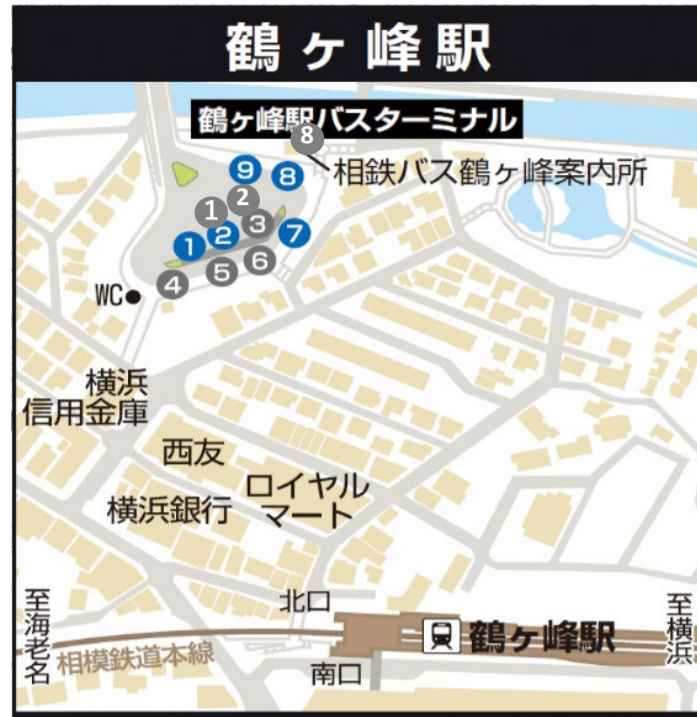 鶴ヶ峰駅
鶴ヶ峰駅バスターミナル
8
相鉄バス鶴ヶ峰案内所
9
8
1
2
3
1
2
7
4
5
6
WC
横浜
信用金庫
西友
ロイヤル
マート
横浜銀行
至海老名
北口
至横浜
鶴ヶ峰駅
相模鉄道本線
南口